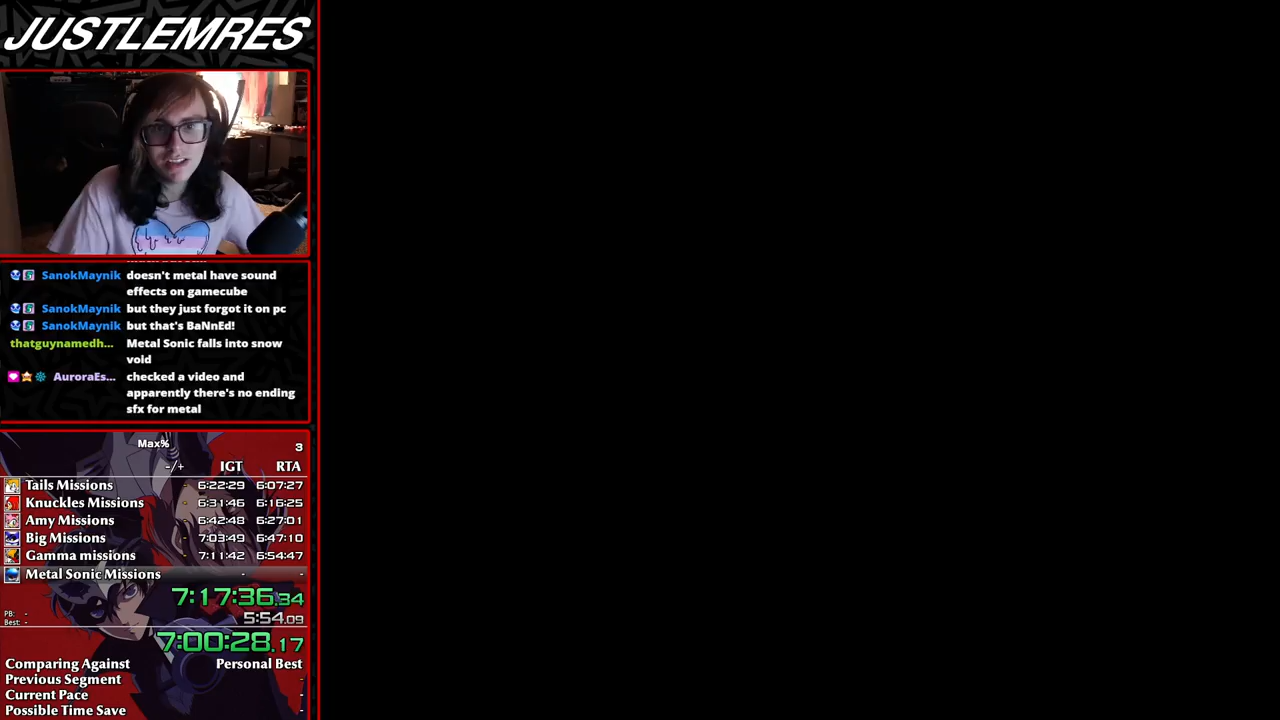 JUSTLEMRES
SanokMaynik doesn't metal have sound
effects on gamecube
SanokMaynik but they just forgot it on pc
SanokMaynik but that's BaNnEd!
thatguynamedh... Metal Sonic falls into snow
void
AuroraEs... checked a video and
apparently there's no ending
sfx for metal
Max% 3
-/+ IGT RTA
Tails Missions - 6:22:29 6:07:27
Knuckles Missions - 6:31:46 6:16:25
Amy Missions - 6:42:48 6:27:01
Big Missions - 7:03:49 6:47:10
Gamma missions - 7:11:42 6:54:47
Metal Sonic Missions - -
7:17:36.34
PB: -
Best: -
5:54.09
7:00:28.17
Comparing Against Personal Best
Previous Segment -
Current Pace -
Possible Time Save -